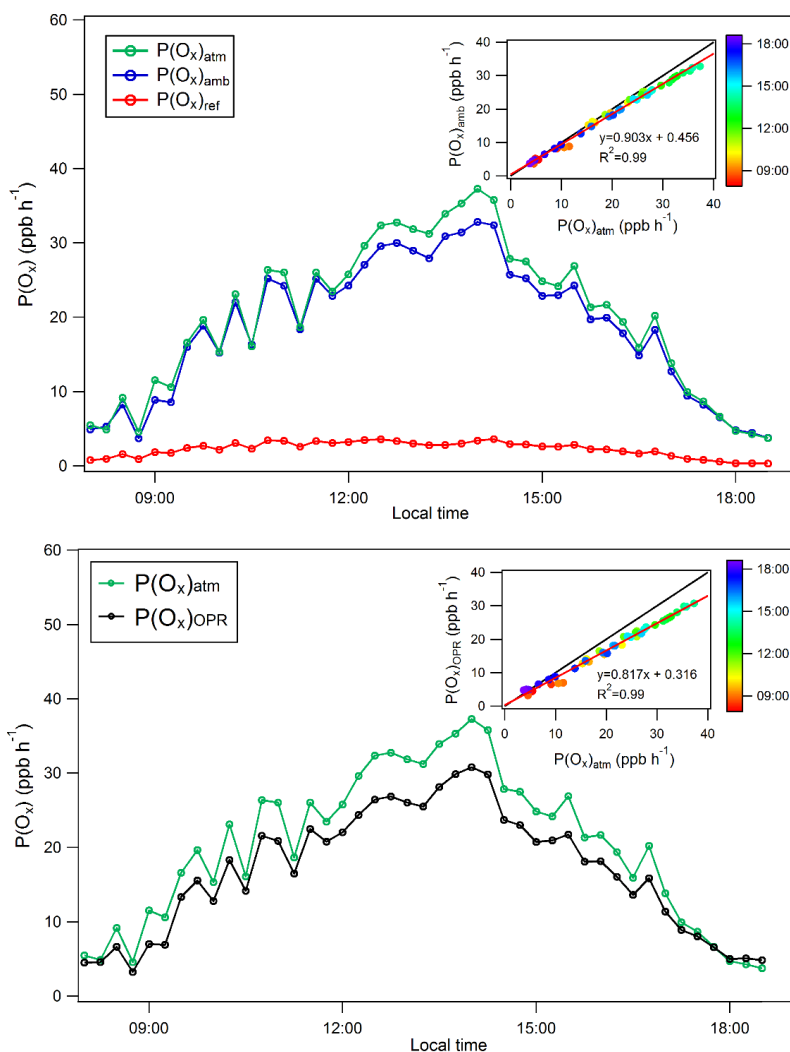 60
50
40
30
20
10
0
P(Oₓ) (ppb h⁻¹)
P(Oₓ)atm
P(Oₓ)amb
P(Oₓ)ref
09:00
12:00
15:00
18:00
Local time
40
30
20
10
0
P(Oₓ)amb (ppb h⁻¹)
0
10
20
30
40
P(Oₓ)atm (ppb h⁻¹)
y=0.903x + 0.456
R²=0.99
18:00
15:00
12:00
09:00
60
50
40
30
20
10
0
P(Oₓ) (ppb h⁻¹)
P(Oₓ)atm
P(Oₓ)OPR
09:00
12:00
15:00
18:00
Local time
40
30
20
10
0
P(Oₓ)OPR (ppb h⁻¹)
0
10
20
30
40
P(Oₓ)atm (ppb h⁻¹)
y=0.817x + 0.316
R²=0.99
18:00
15:00
12:00
09:00